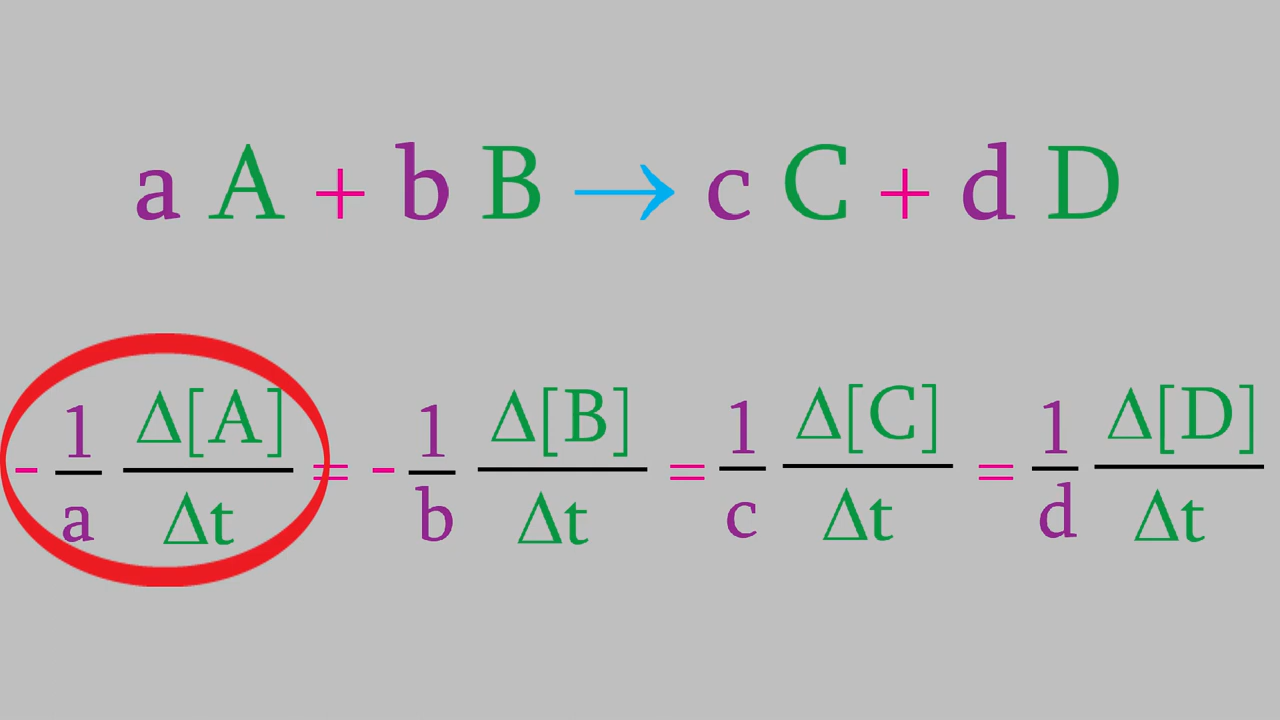 a A + b B → c C + d D
- 1/a Δ[A]/Δt = - 1/b Δ[B]/Δt = 1/c Δ[C]/Δt = 1/d Δ[D]/Δt